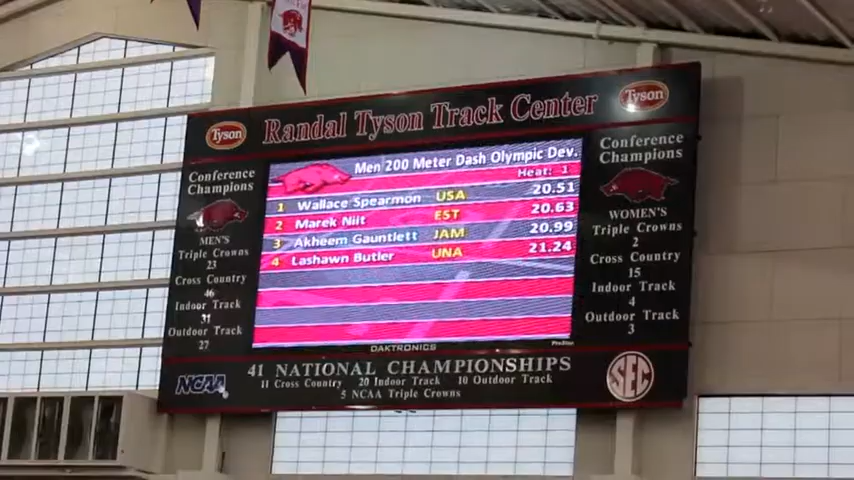 Randal Tyson Track Center
Tyson
Tyson
Conference
Champions
MEN'S
Triple Crowns
23
Cross Country
46
Indoor Track
31
Outdoor Track
27
Men 200 Meter Dash Olympic Dev.
Heat: 1
1 Wallace Spearmon USA 20.51
2 Marek Niit EST 20.63
3 Akheem Gauntlett JAM 20.99
4 Lashawn Butler UNA 21.24
Conference
Champions
WOMEN'S
Triple Crowns
2
Cross Country
15
Indoor Track
4
Outdoor Track
3
DAKTRONICS
ProStar
41 NATIONAL CHAMPIONSHIPS
11 Cross Country 20 Indoor Track 10 Outdoor Track
5 NCAA Triple Crowns
NCAA
SEC